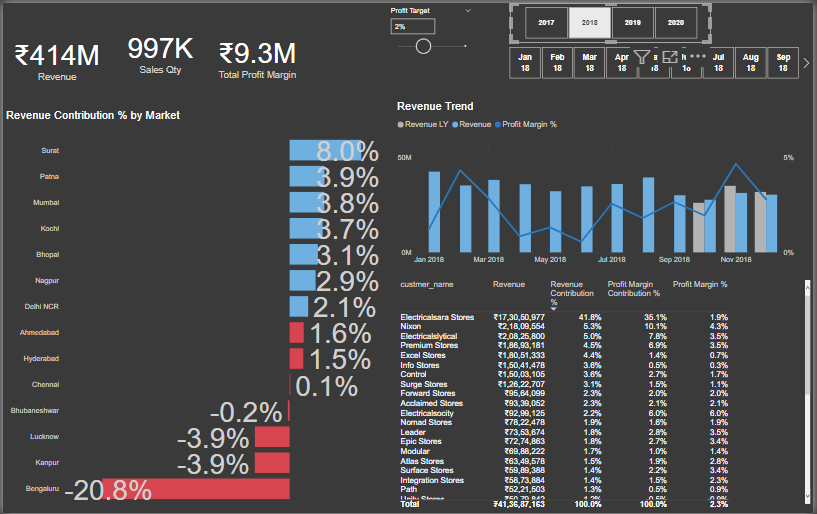 Profit Target
2%
2017 2018 2019 2020
₹414M
Revenue
997K
Sales Qty
₹9.3M
Total Profit Margin
Jan 18 Feb 18 Mar 18 Apr 18 18 18 Jul 18 Aug 18 Sep 18
Revenue Contribution % by Market
Surat 8.0%
Patna 3.9%
Mumbai 3.8%
Kochi 3.7%
Bhopal 3.1%
Nagpur 2.9%
Delhi NCR 2.1%
Ahmedabad 1.6%
Hyderabad 1.5%
Chennai 0.1%
Bhubaneshwar -0.2%
Lucknow -3.9%
Kanpur -3.9%
Bengaluru -20.8%
Revenue Trend
Revenue LY Revenue Profit Margin %
50M 5%
0M 0%
Jan 2018 Mar 2018 May 2018 Jul 2018 Sep 2018 Nov 2018
custmer_name Revenue Revenue Contribution % Profit Margin Contribution % Profit Margin %
Electricalsara Stores ₹17,30,50,977 41.8% 35.1% 1.9%
Nixon ₹2,18,09,554 5.3% 10.1% 4.3%
Electricalslytical ₹2,08,25,800 5.0% 7.8% 3.5%
Premium Stores ₹1,86,93,181 4.5% 6.9% 3.5%
Excel Stores ₹1,80,51,333 4.4% 1.4% 0.7%
Info Stores ₹1,50,41,478 3.6% 0.5% 0.3%
Control ₹1,50,03,105 3.6% 2.7% 1.7%
Surge Stores ₹1,26,22,707 3.1% 1.5% 1.1%
Forward Stores ₹95,64,099 2.3% 2.0% 2.0%
Acclaimed Stores ₹93,39,052 2.3% 2.1% 2.1%
Electricalsocity ₹92,99,125 2.2% 6.0% 6.0%
Nomad Stores ₹78,22,478 1.9% 1.6% 1.9%
Leader ₹73,53,674 1.8% 2.8% 3.5%
Epic Stores ₹72,74,863 1.8% 2.7% 3.4%
Modular ₹69,88,222 1.7% 1.0% 1.4%
Atlas Stores ₹63,49,578 1.5% 1.9% 2.8%
Surface Stores ₹59,89,388 1.4% 2.2% 3.4%
Integration Stores ₹58,73,884 1.4% 1.5% 2.3%
Path ₹52,21,503 1.3% 0.5% 0.9%
Total ₹41,36,87,163 100.0% 100.0% 2.3%